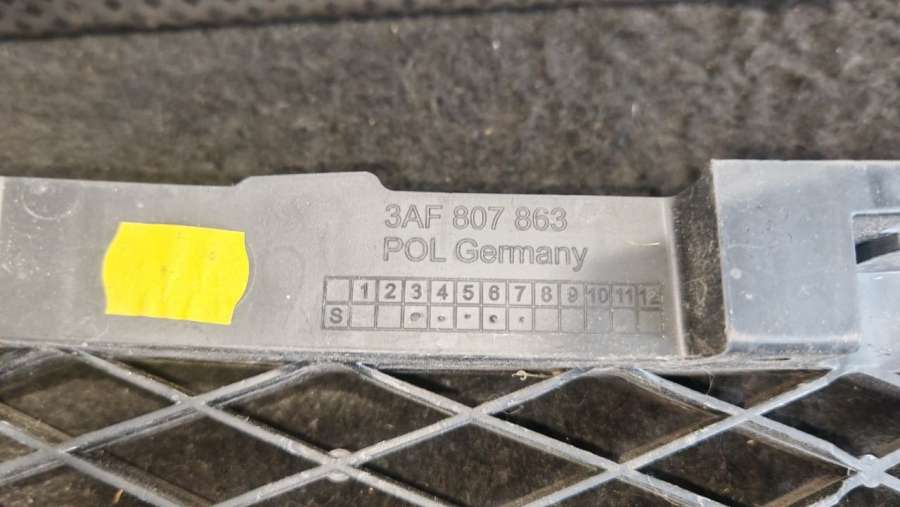 3AF 807 863
POL Germany
1 2 3 4 5 6 7 8 9 10 11 12
S